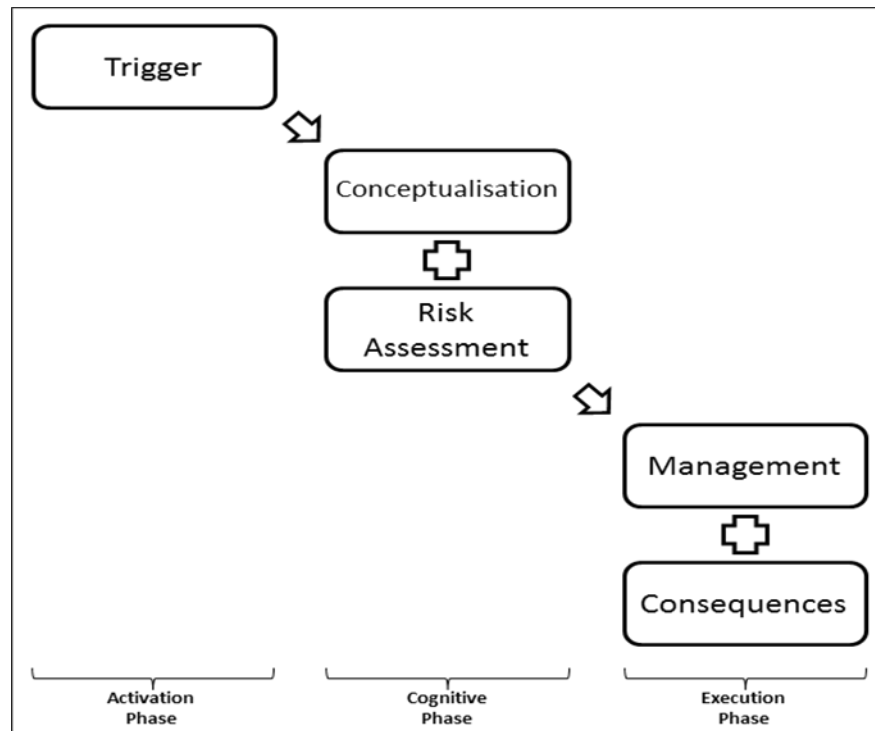 Trigger
Conceptualisation
Risk
Assessment
Management
Consequences
Activation
Phase
Cognitive
Phase
Execution
Phase